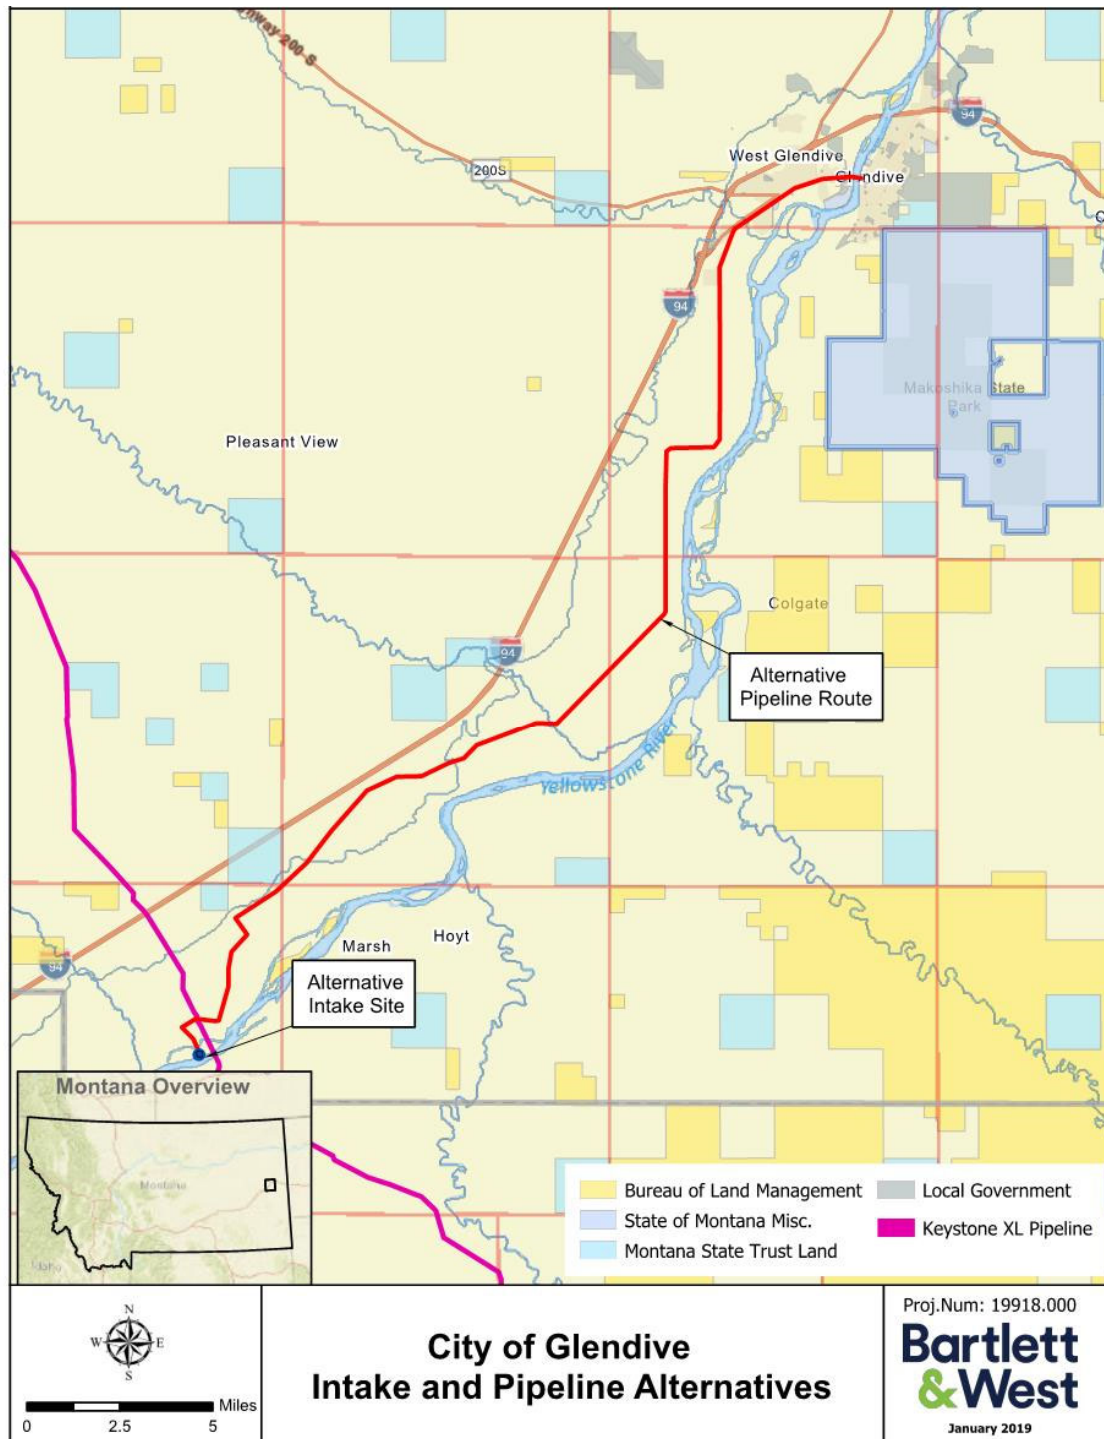 hway 200 S
94
West Glendive
200S
Glendive
94
Makoshika State
Park
Pleasant View
Colgate
94
Alternative
Pipeline Route
Yellowstone River
Marsh
Hoyt
94
Alternative
Intake Site
Montana Overview
Montana
Idaho
Bureau of Land Management
Local Government
State of Montana Misc.
Keystone XL Pipeline
Montana State Trust Land
N
W E
S
Miles
0 2.5 5
City of Glendive
Intake and Pipeline Alternatives
Proj.Num: 19918.000
Bartlett
&West
January 2019